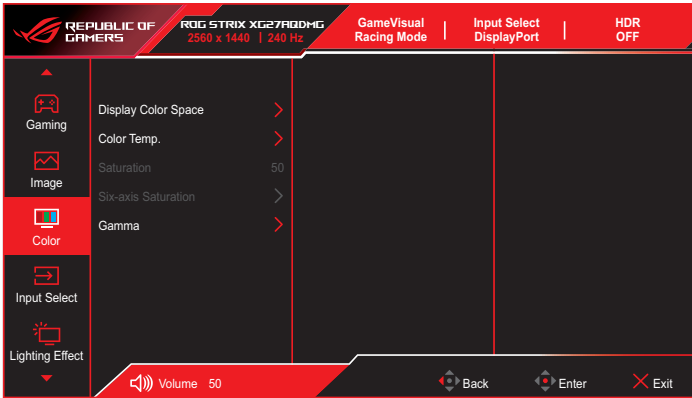 REPUBLIC OF
GAMERS
ROG STRIX XG27AQDMG
2560 x 1440 | 240 Hz
GameVisual
Racing Mode
Input Select
DisplayPort
HDR
OFF
Gaming
Image
Color
Input Select
Lighting Effect
Display Color Space
Color Temp.
Saturation 50
Six-axis Saturation
Gamma
Volume 50
Back
Enter
Exit